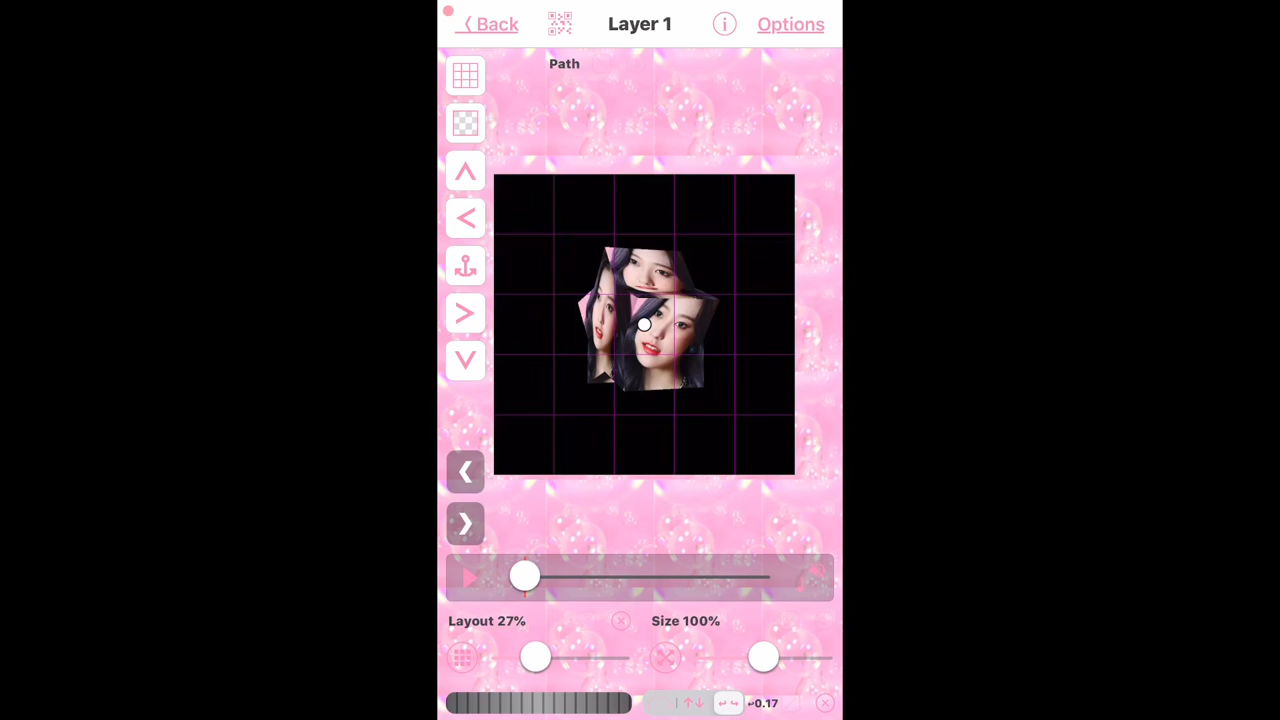 Back
Layer 1
Options
Path
Layout 27%
Size 100%
↩0.17